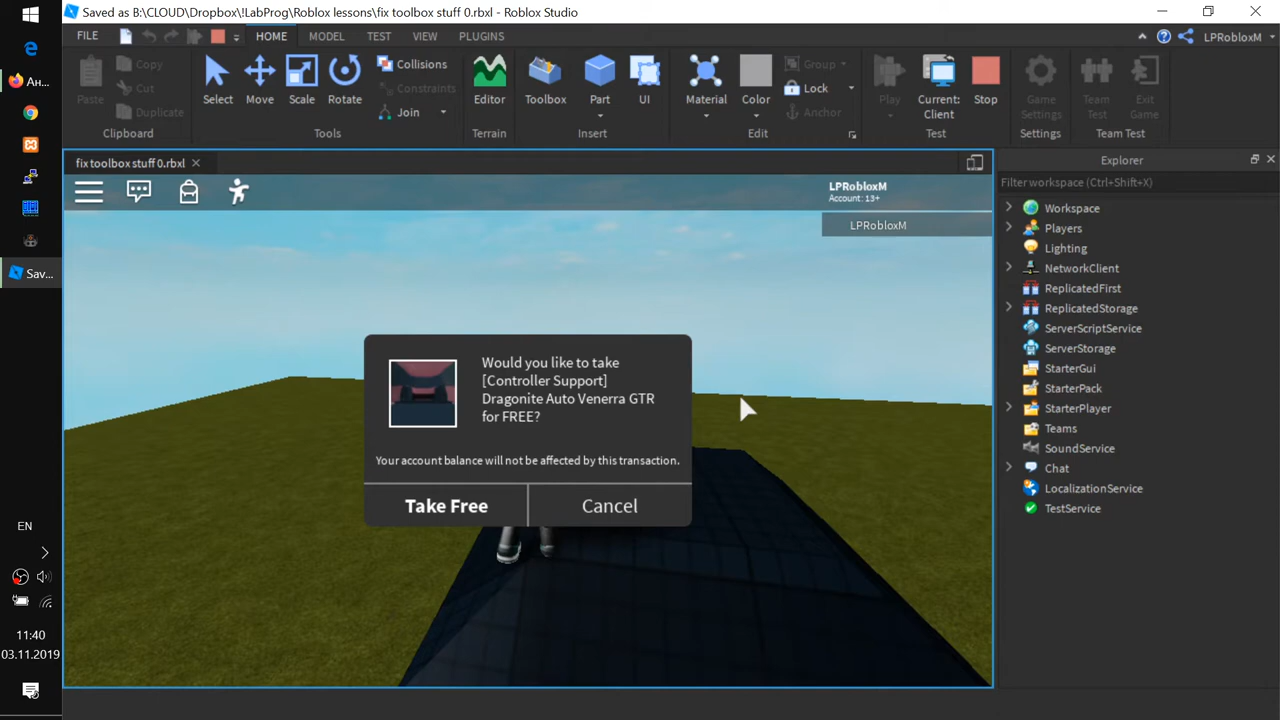 Saved as B:\CLOUD\Dropbox\!LabProg\Roblox lessons\fix toolbox stuff 0.rbxl - Roblox Studio
FILE HOME MODEL TEST VIEW PLUGINS LPRobloxM
Paste
Copy
Cut
Duplicate
Clipboard
Select
Move
Scale
Rotate
Collisions
Constraints
Join
Tools
Editor
Terrain
Toolbox
Part
UI
Insert
Material
Color
Group
Lock
Anchor
Edit
Play
Current:
Client
Stop
Test
Game
Settings
Settings
Team
Test
Exit
Game
Team Test
fix toolbox stuff 0.rbxl
LPRobloxM
Account: 13+
LPRobloxM
Would you like to take
[Controller Support]
Dragonite Auto Venerra GTR
for FREE?
Your account balance will not be affected by this transaction.
Take Free
Cancel
Explorer
Filter workspace (Ctrl+Shift+X)
Workspace
Players
Lighting
NetworkClient
ReplicatedFirst
ReplicatedStorage
ServerScriptService
ServerStorage
StarterGui
StarterPack
StarterPlayer
Teams
SoundService
Chat
LocalizationService
TestService
Ан...
Sav...
EN
11:40
03.11.2019